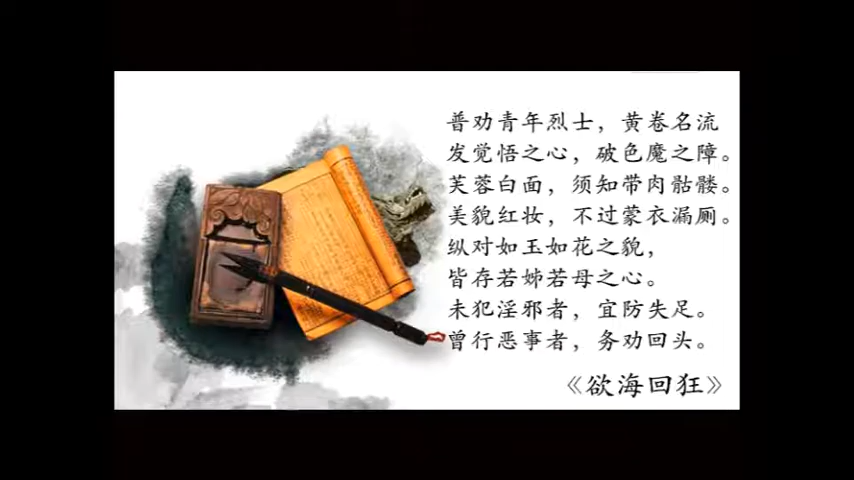 普劝青年烈士，黄卷名流
发觉悟之心，破色魔之障。
芙蓉白面，须知带肉骷髅。
美貌红妆，不过蒙衣漏厕。
纵对如玉如花之貌，
皆存若姊若母之心。
未犯淫邪者，宜防失足。
曾行恶事者，务劝回头。
《欲海回狂》